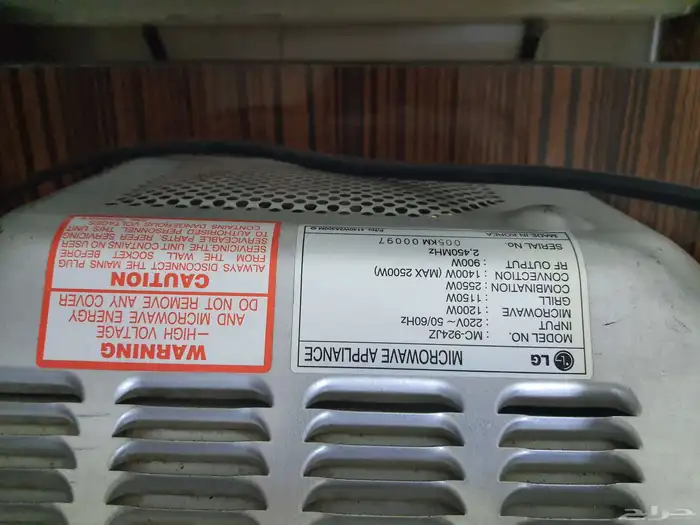 LG MICROWAVE APPLIANCE
MODEL NO. : MC-924JZ
INPUT : 220V~ 50/60Hz
MICROWAVE : 1200W
GRILL : 1150W
COMBINATION : 2550W
CONVECTION : 1400W (MAX 2500W)
RF OUTPUT 900W
2,450MHz
SERIAL No. 005KM00097
MADE IN KOREA
WARNING
—HIGH VOLTAGE
AND MICROWAVE ENERGY
DO NOT REMOVE ANY COVER
CAUTION
ALWAYS DISCONNECT THE MAINS PLUG
FROM THE WALL SOCKET BEFORE
SERVICING.THE UNIT CONTAINS NO USER
SERVICEABLE PARTS. REFER SERVICING
TO AUTHORISED PERSONNEL. THIS UNIT
CONTAINS DANGEROUS VOLTAGES
حراج